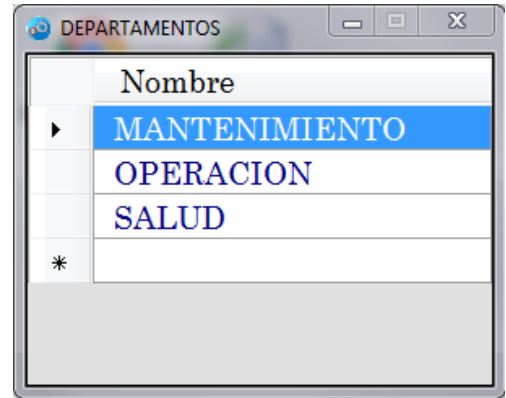 DEPARTAMENTOS
Nombre
MANTENIMIENTO
OPERACION
SALUD